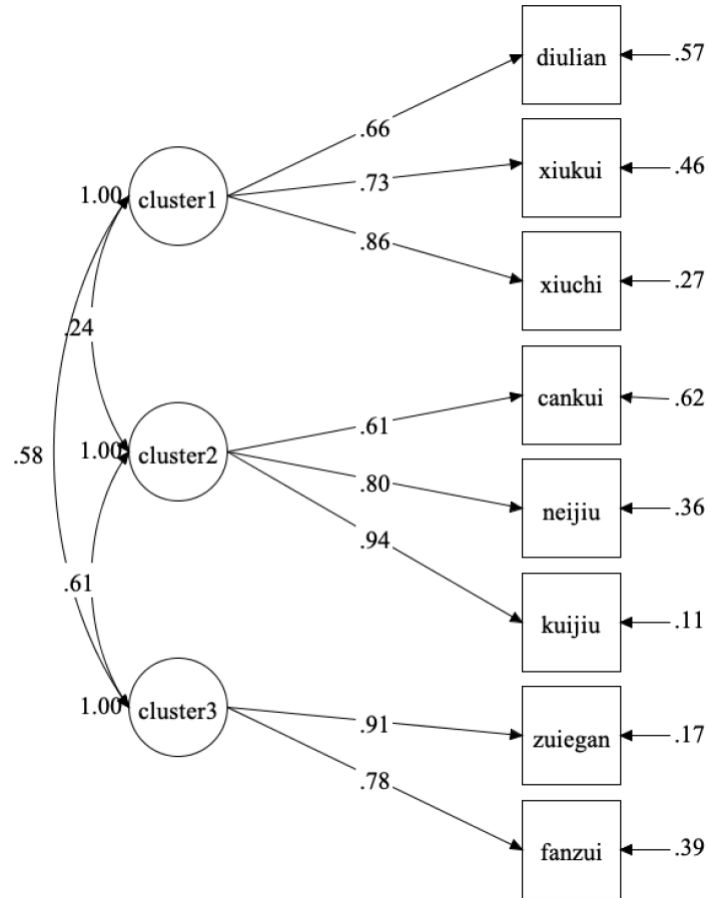 diulian
.57
.66
xiukui
.46
1.00
cluster1
.73
.86
xiuchi
.27
.24
cankui
.62
.61
1.00
cluster2
.58
.80
neijiu
.36
.94
.61
kuijiu
.11
1.00
cluster3
.91
zuiegan
.17
.78
fanzui
.39